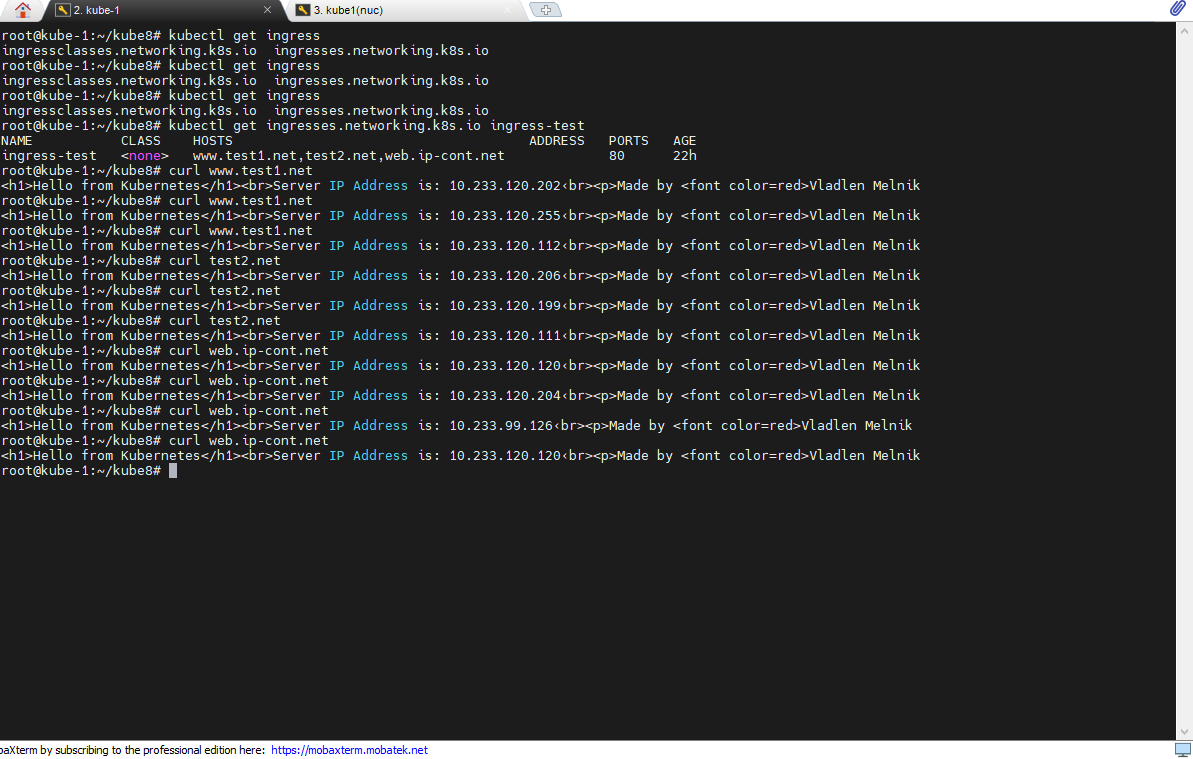 2. kube-1
3. kube1(nuc)
root@kube-1:~/kube8# kubectl get ingress
ingressclasses.networking.k8s.io  ingresses.networking.k8s.io
root@kube-1:~/kube8# kubectl get ingress
ingressclasses.networking.k8s.io  ingresses.networking.k8s.io
root@kube-1:~/kube8# kubectl get ingress
ingressclasses.networking.k8s.io  ingresses.networking.k8s.io
root@kube-1:~/kube8# kubectl get ingresses.networking.k8s.io ingress-test
NAME           CLASS    HOSTS                                     ADDRESS   PORTS   AGE
ingress-test   <none>   www.test1.net,test2.net,web.ip-cont.net             80      22h
root@kube-1:~/kube8# curl www.test1.net
<h1>Hello from Kubernetes</h1><br>Server IP Address is: 10.233.120.202‹br><p>Made by <font color=red>Vladlen Melnik
root@kube-1:~/kube8# curl www.test1.net
<h1>Hello from Kubernetes</h1><br>Server IP Address is: 10.233.120.255‹br><p>Made by <font color=red>Vladlen Melnik
root@kube-1:~/kube8# curl www.test1.net
<h1>Hello from Kubernetes</h1><br>Server IP Address is: 10.233.120.112‹br><p>Made by <font color=red>Vladlen Melnik
root@kube-1:~/kube8# curl test2.net
<h1>Hello from Kubernetes</h1><br>Server IP Address is: 10.233.120.206‹br><p>Made by <font color=red>Vladlen Melnik
root@kube-1:~/kube8# curl test2.net
<h1>Hello from Kubernetes</h1><br>Server IP Address is: 10.233.120.199‹br><p>Made by <font color=red>Vladlen Melnik
root@kube-1:~/kube8# curl test2.net
<h1>Hello from Kubernetes</h1><br>Server IP Address is: 10.233.120.111‹br><p>Made by <font color=red>Vladlen Melnik
root@kube-1:~/kube8# curl web.ip-cont.net
<h1>Hello from Kubernetes</h1><br>Server IP Address is: 10.233.120.120‹br><p>Made by <font color=red>Vladlen Melnik
root@kube-1:~/kube8# curl web.ip-cont.net
<h1>Hello from Kubernetes</h1><br>Server IP Address is: 10.233.120.204‹br><p>Made by <font color=red>Vladlen Melnik
root@kube-1:~/kube8# curl web.ip-cont.net
<h1>Hello from Kubernetes</h1><br>Server IP Address is: 10.233.99.126‹br><p>Made by <font color=red>Vladlen Melnik
root@kube-1:~/kube8# curl web.ip-cont.net
<h1>Hello from Kubernetes</h1><br>Server IP Address is: 10.233.120.120‹br><p>Made by <font color=red>Vladlen Melnik
root@kube-1:~/kube8#
baXterm by subscribing to the professional edition here: https://mobaxterm.mobatek.net